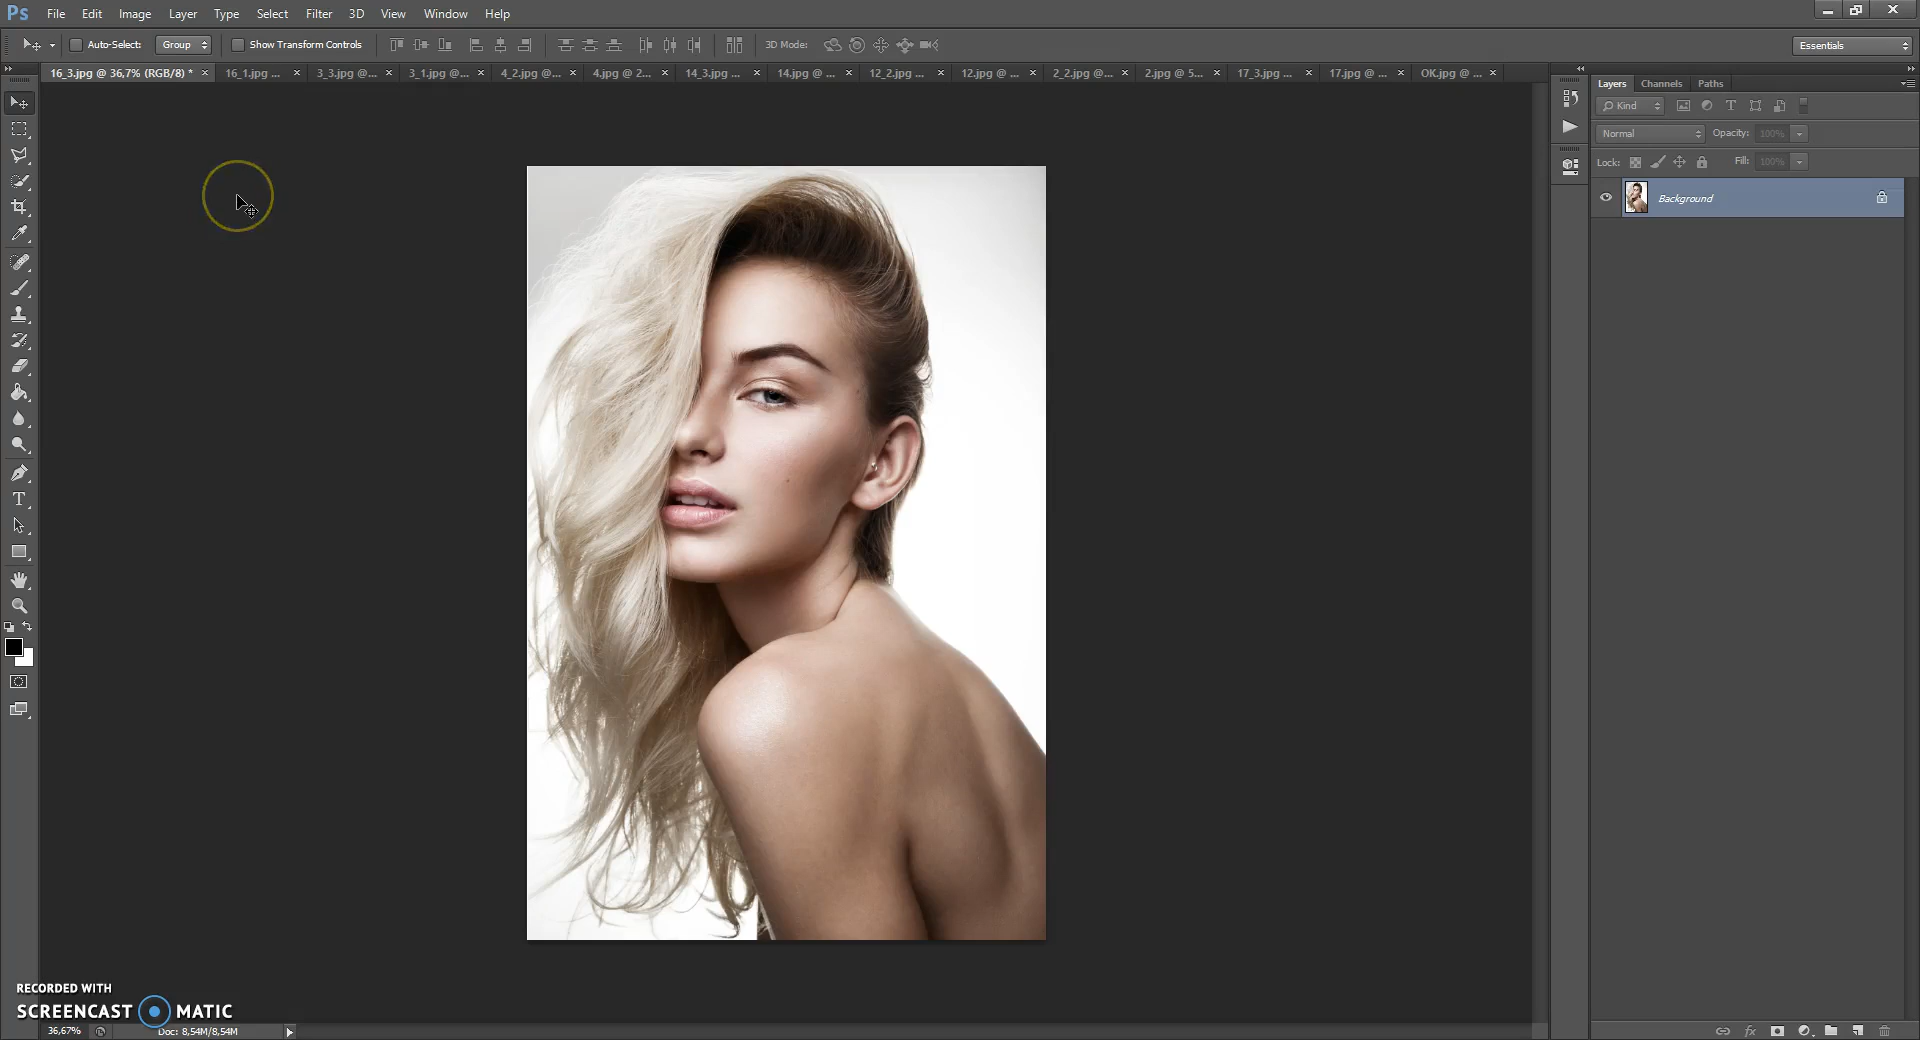 Ps File Edit Image Layer Type Select Filter 3D View Window Help
Auto-Select: Group Show Transform Controls 3D Mode: Essentials
16_3.jpg @ 36,7% (RGB/8) * × 16_1.jpg ... × 3_3.jpg @... × 3_1.jpg @... × 4_2.jpg @... × 4.jpg @ 2... × 14_3.jpg ... × 14.jpg @ ... × 12_2.jpg ... × 12.jpg @ ... × 2_2.jpg @... × 2.jpg @ 5... × 17_3.jpg ... × 17.jpg @ ... × OK.jpg @ ... ×
Layers Channels Paths
Kind
Normal Opacity: 100%
Lock: Fill: 100%
Background
RECORDED WITH
SCREENCAST MATIC
36,67% Doc: 8,54M/8,54M